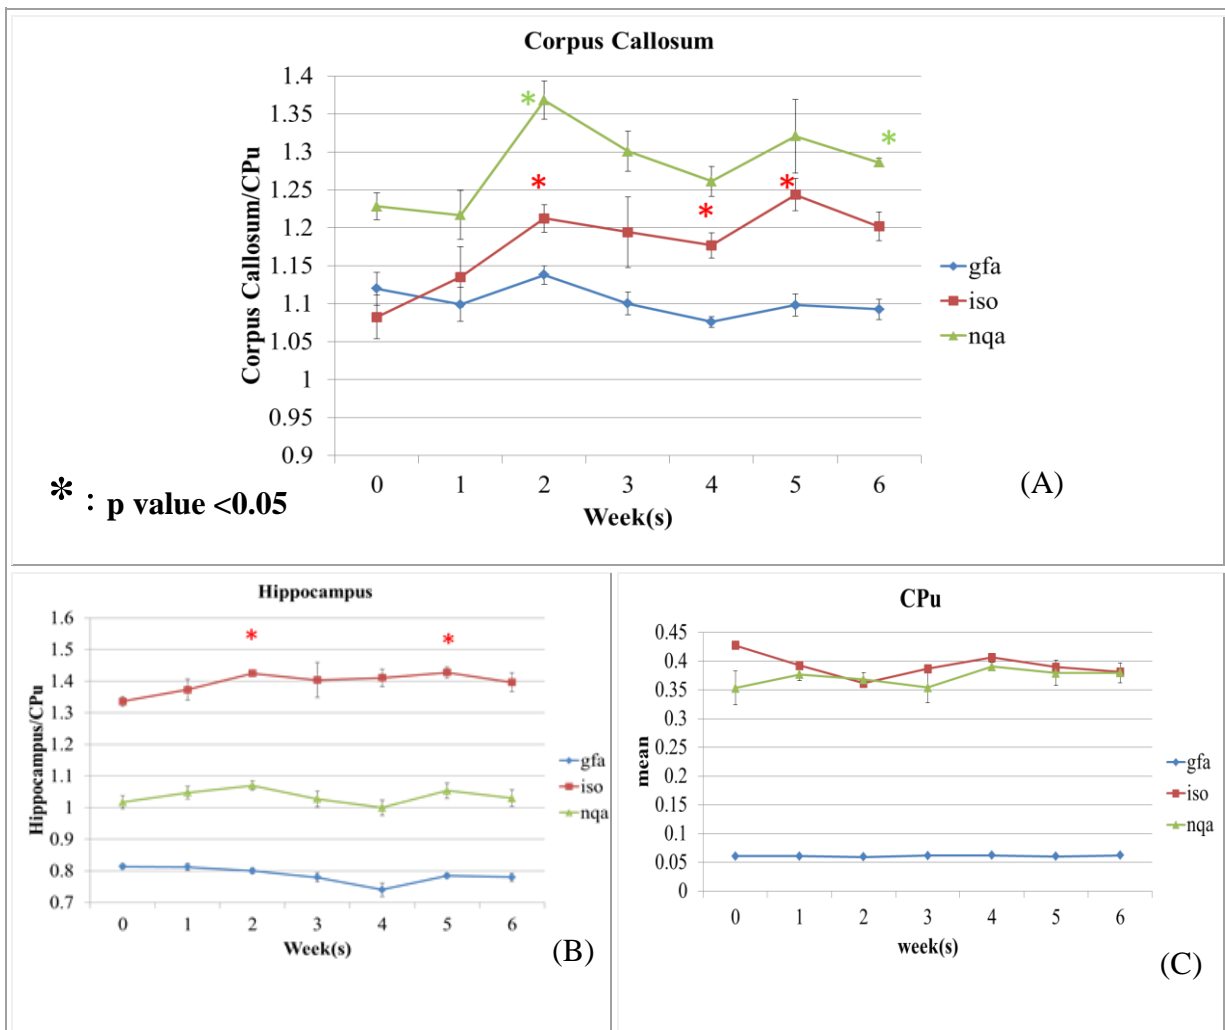 Corpus Callosum
1.4
1.35
1.3
1.25
1.2
1.15
1.1
1.05
1
0.95
0.9
Corpus Callosum/CPu
0 1 2 3 4 5 6
Week(s)
gfa
iso
nqa
* : p value <0.05
(A)
Hippocampus
1.6
1.5
1.4
1.3
1.2
1.1
1
0.9
0.8
0.7
Hippocampus/CPu
0 1 2 3 4 5 6
Week(s)
gfa
iso
nqa
(B)
CPu
0.45
0.4
0.35
0.3
0.25
0.2
0.15
0.1
0.05
0
mean
0 1 2 3 4 5 6
week(s)
gfa
iso
nqa
(C)